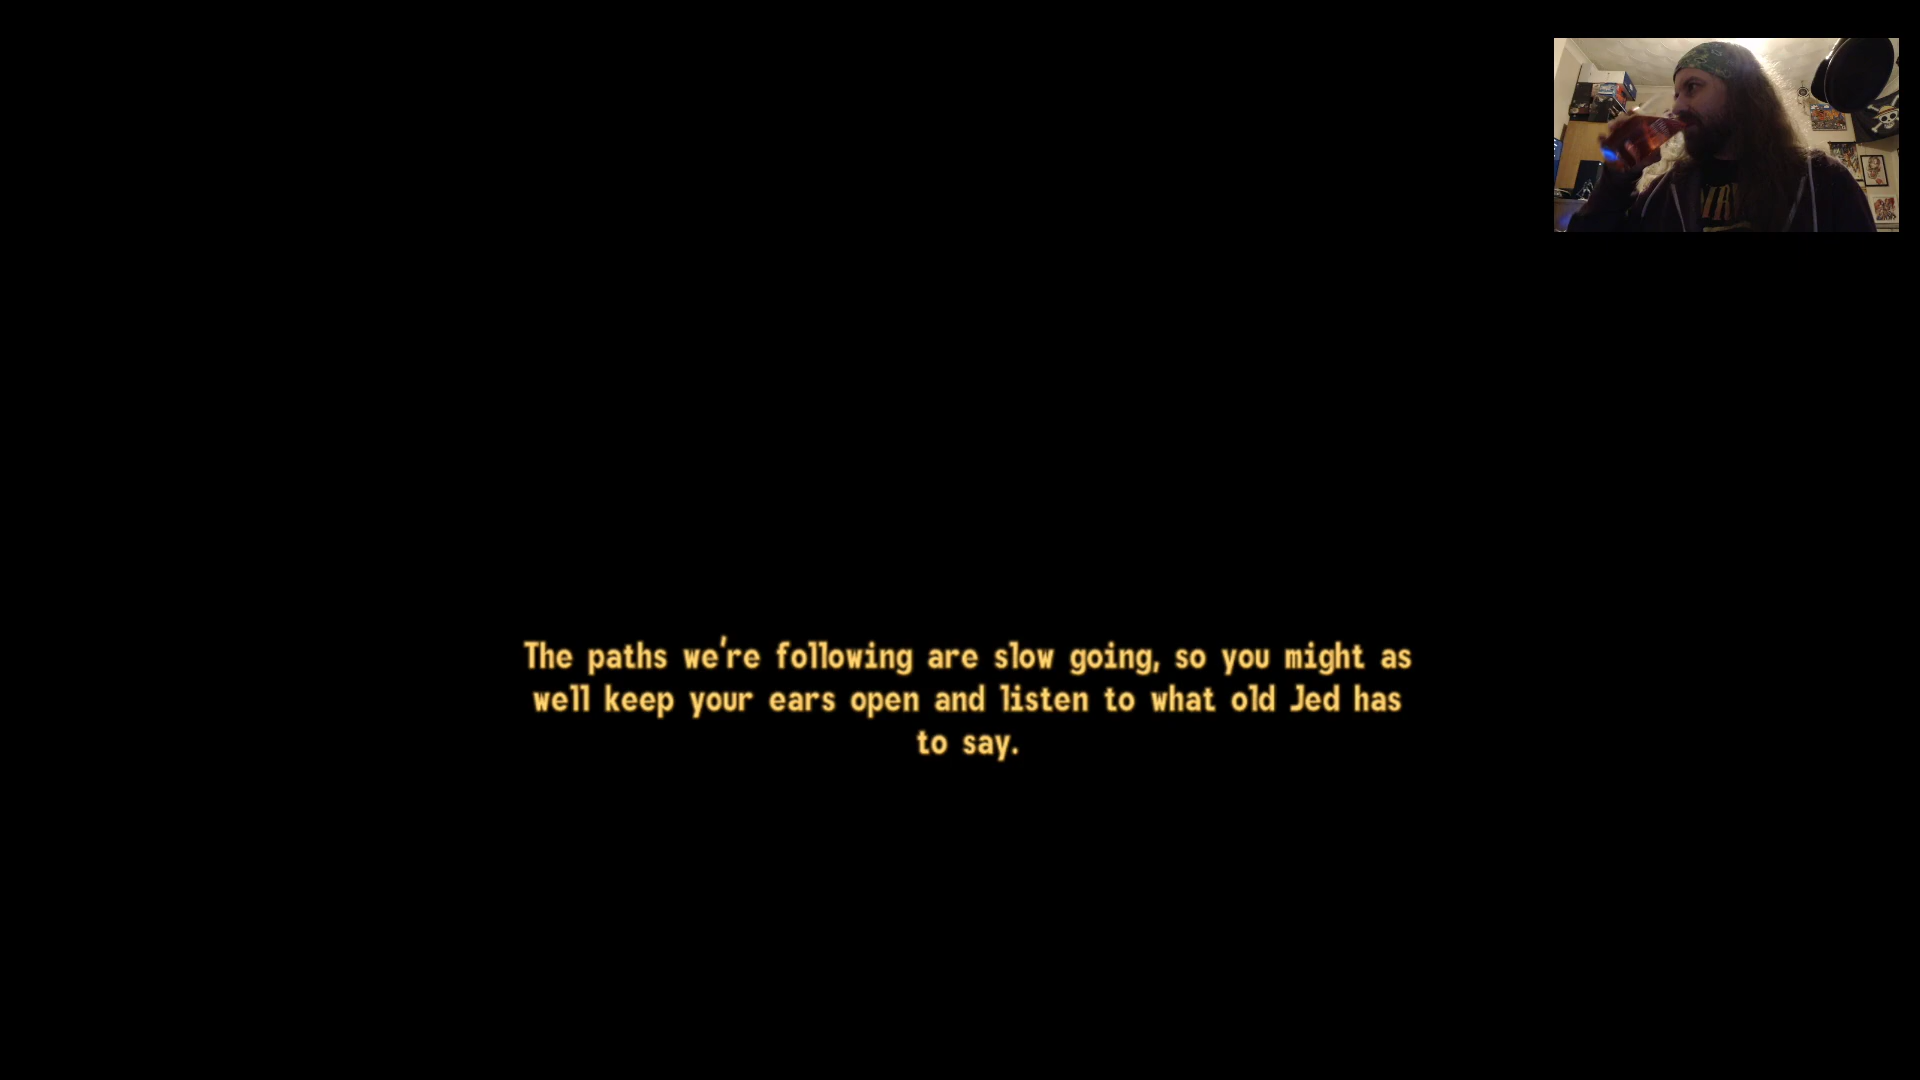 The paths we're following are slow going, so you might as
well keep your ears open and listen to what old Jed has
to say.